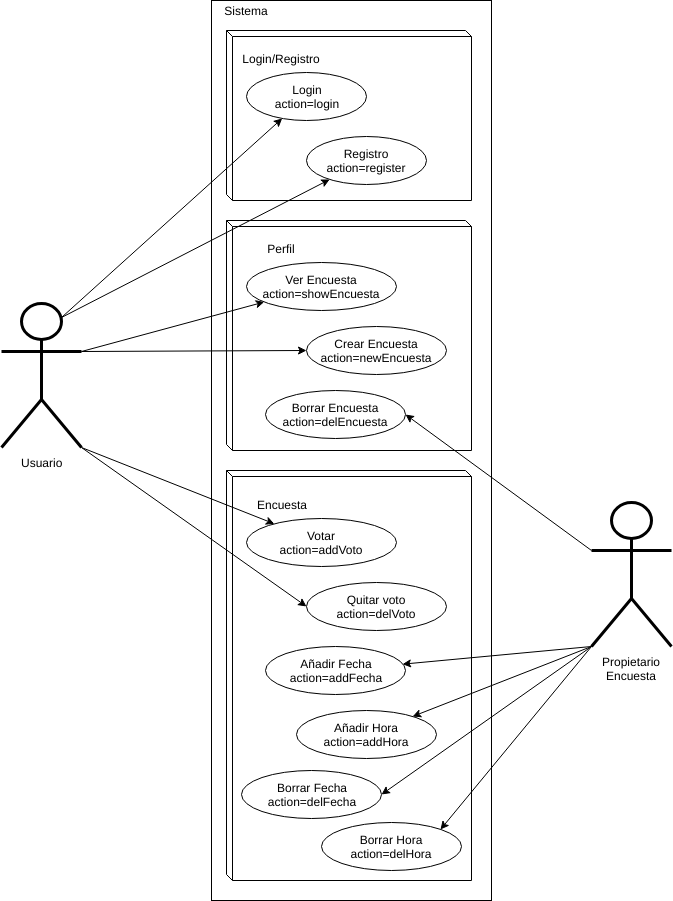 Sistema
Login/Registro
Login
action=login
Registro
action=register
Perfil
Ver Encuesta
action=showEncuesta
Crear Encuesta
action=newEncuesta
Borrar Encuesta
action=delEncuesta
Usuario
Encuesta
Votar
action=addVoto
Quitar voto
action=delVoto
Añadir Fecha
action=addFecha
Propietario
Encuesta
Añadir Hora
action=addHora
Borrar Fecha
action=delFecha
Borrar Hora
action=delHora